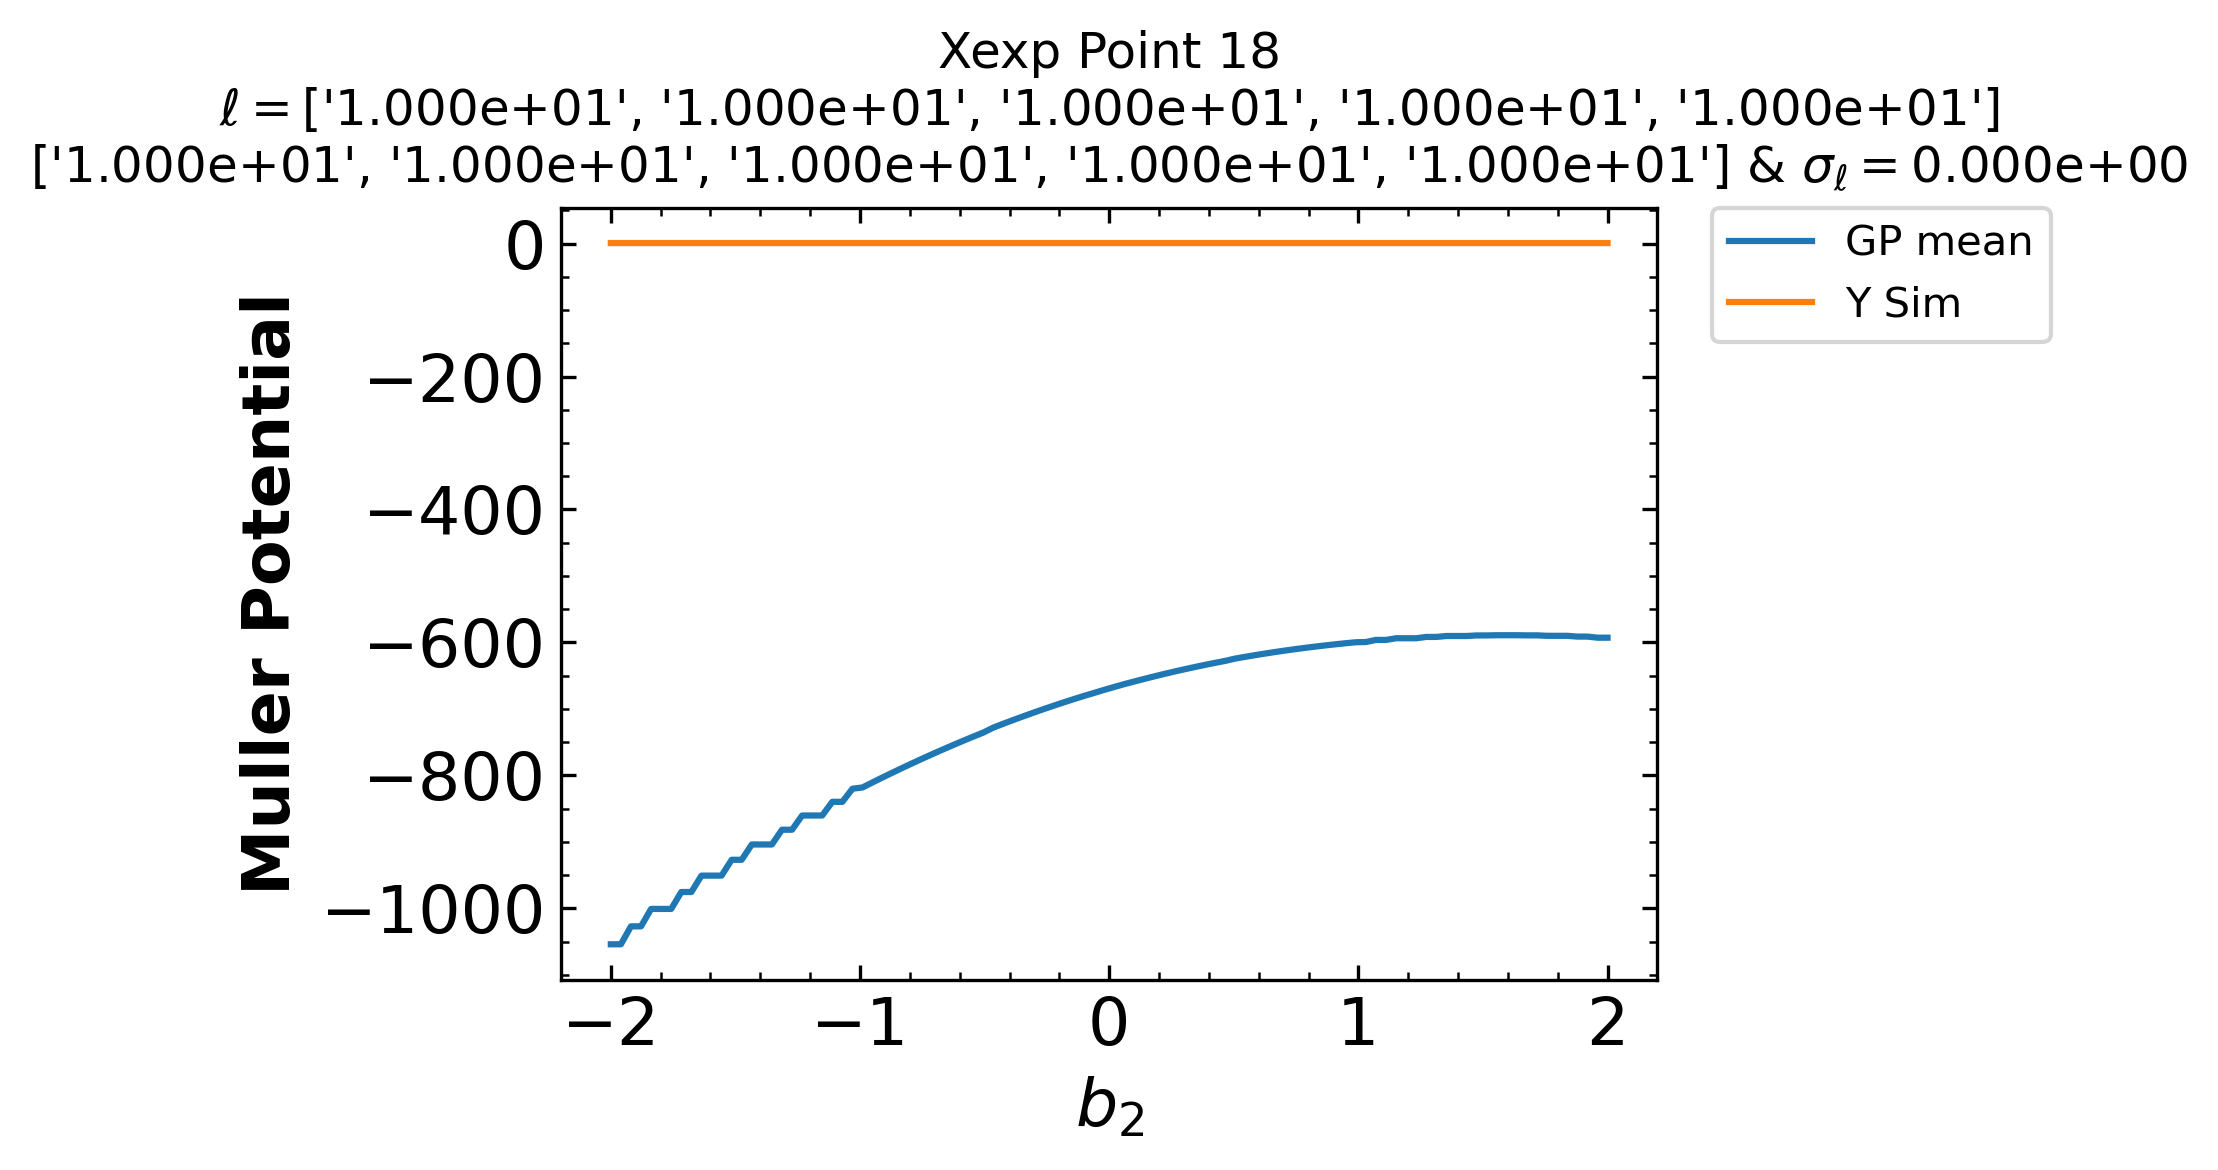 Xexp Point 18
ℓ = ['1.000e+01', '1.000e+01', '1.000e+01', '1.000e+01', '1.000e+01']
['1.000e+01', '1.000e+01', '1.000e+01', '1.000e+01', '1.000e+01'] & σℓ = 0.000e+00
GP mean
Y Sim
Muller Potential
0
−200
−400
−600
−800
−1000
−2 −1 0 1 2
b₂